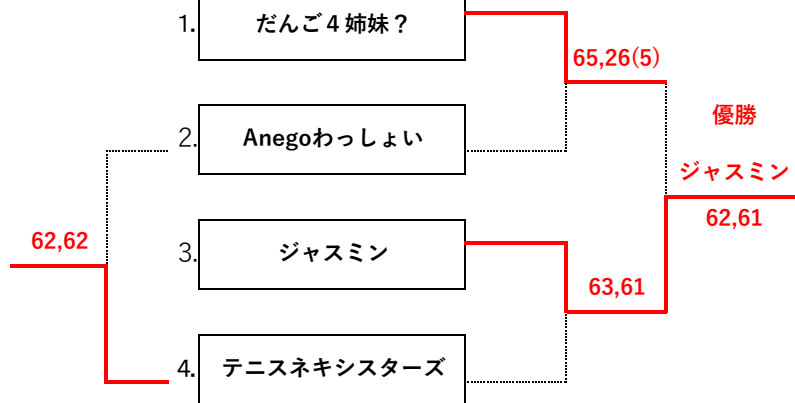 1. だんご４姉妹？
65,26(5)
優勝
2. Anegoわっしょい
ジャスミン
62,61
62,62
3. ジャスミン
63,61
4. テニスネキシスターズ